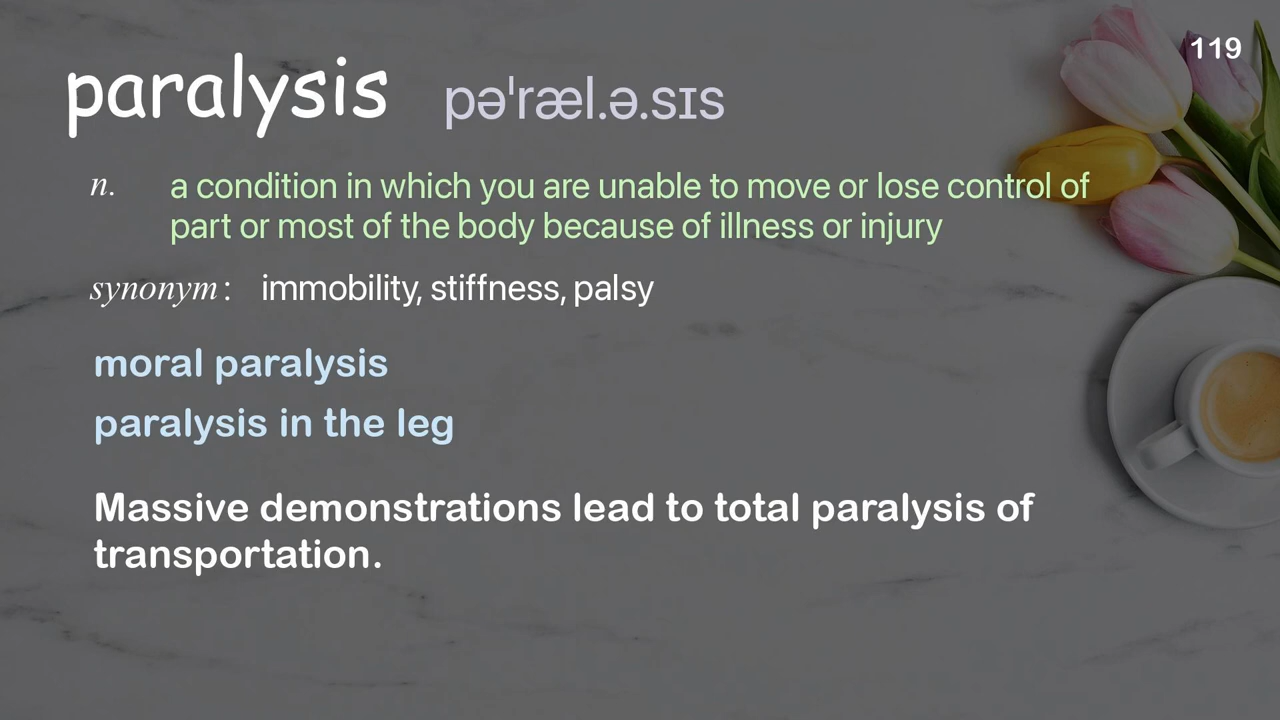 119
paralysis pəˈræl.ə.sɪs
n. a condition in which you are unable to move or lose control of
part or most of the body because of illness or injury
synonym: immobility, stiffness, palsy
moral paralysis
paralysis in the leg
Massive demonstrations lead to total paralysis of
transportation.